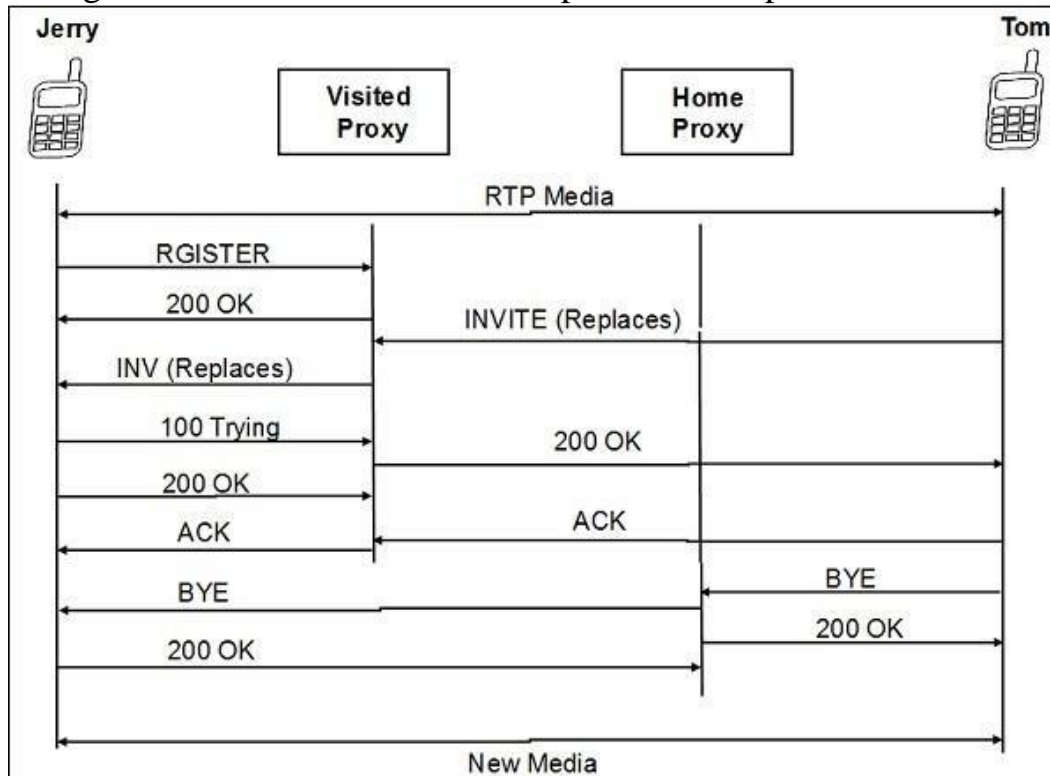 Jerry
Tom
Visited
Proxy
Home
Proxy
RTP Media
RGISTER
200 OK
INVITE (Replaces)
INV (Replaces)
100 Trying
200 OK
200 OK
ACK
ACK
BYE
BYE
200 OK
200 OK
New Media